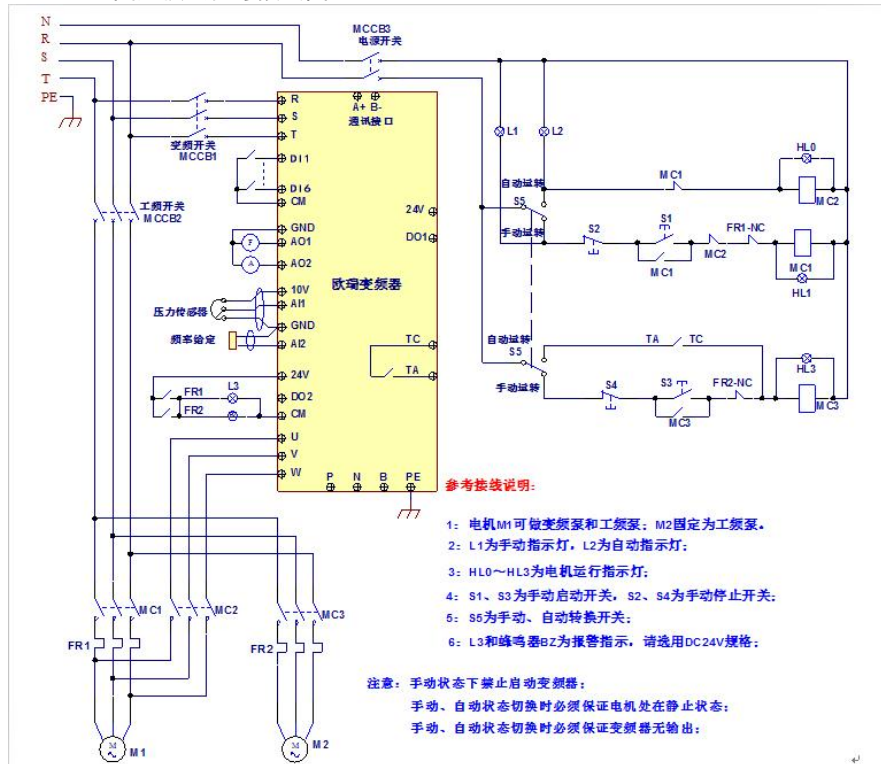 N
R
S
T
PE
MCCB3
电源开关
R
S
T
变频开关
MCCB1
A+ B-
通讯接口
L1
L2
HL0
DI1
DI6
CM
工频开关
MCCB2
24V
自动运转
S5
手动运转
MC1
MC2
GND
AO1
AO2
F
A
DO1
S2
S1
MC1
MC2
FR1-NC
MC1
HL1
欧瑞变频器
10V
AI1
GND
AI2
压力传感器
频率给定
TC
TA
自动运转
S5
手动运转
TA
TC
HL3
24V
DO2
CM
FR1
L3
FR2
S4
S3
MC3
FR2-NC
MC3
U
V
W
P
N
B
PE
参考接线说明：
1：电机M1可做变频泵和工频泵；M2固定为工频泵。
2：L1为手动指示灯，L2为自动指示灯；
3：HL0～HL3为电机运行指示灯；
4：S1、S3为手动启动开关，S2、S4为手动停止开关；
5：S5为手动、自动转换开关；
6：L3和蜂鸣器BZ为报警指示，请选用DC24V规格；
MC1
MC2
MC3
FR1
FR2
注意：手动状态下禁止启动变频器；
手动、自动状态切换时必须保证电机处在静止状态；
手动、自动状态切换时必须保证变频器无输出；
M
M1
M
M2